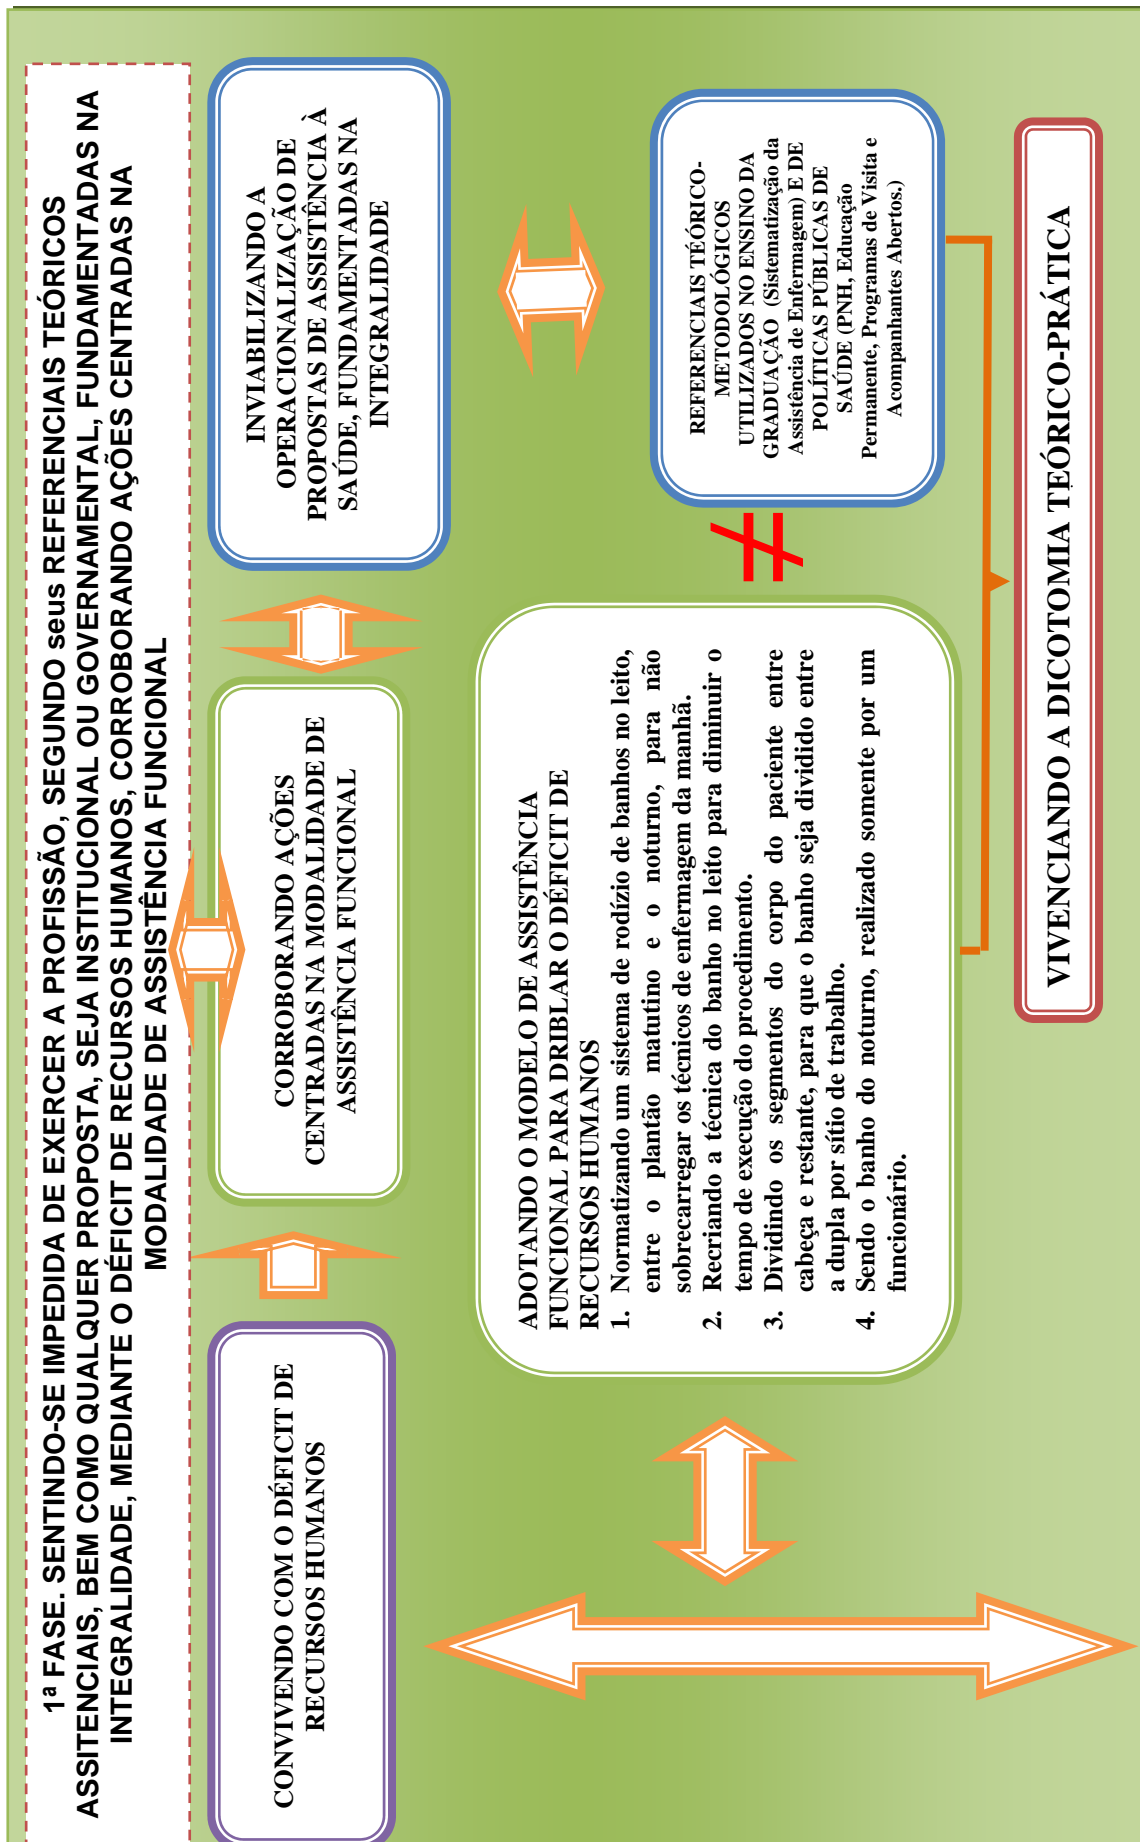 1ª FASE. SENTINDO-SE IMPEDIDA DE EXERCER A PROFISSÃO, SEGUNDO seus REFERENCIAIS TEÓRICOS
ASSITENCIAIS, BEM COMO QUALQUER PROPOSTA, SEJA INSTITUCIONAL OU GOVERNAMENTAL, FUNDAMENTADAS NA
INTEGRALIDADE, MEDIANTE O DÉFICIT DE RECURSOS HUMANOS, CORROBORANDO AÇÕES CENTRADAS NA
MODALIDADE DE ASSISTÊNCIA FUNCIONAL
CONVIVENDO COM O DÉFICIT DE
RECURSOS HUMANOS
CORROBORANDO AÇÕES
CENTRADAS NA MODALIDADE DE
ASSISTÊNCIA FUNCIONAL
INVIABILIZANDO A
OPERACIONALIZAÇÃO DE
PROPOSTAS DE ASSISTÊNCIA À
SAÚDE, FUNDAMENTADAS NA
INTEGRALIDADE
ADOTANDO O MODELO DE ASSISTÊNCIA
FUNCIONAL PARA DRIBLAR O DÉFICIT DE
RECURSOS HUMANOS
1. Normatizando um sistema de rodízio de banhos no leito,
entre o plantão matutino e o noturno, para não
sobrecarregar os técnicos de enfermagem da manhã.
2. Recriando a técnica do banho no leito para diminuir o
tempo de execução do procedimento.
3. Dividindo os segmentos do corpo do paciente entre
cabeça e restante, para que o banho seja dividido entre
a dupla por sítio de trabalho.
4. Sendo o banho do noturno, realizado somente por um
funcionário.
≠
REFERENCIAIS TEÓRICO-
METODOLÓGICOS
UTILIZADOS NO ENSINO DA
GRADUAÇÃO (Sistematização da
Assistência de Enfermagem) E DE
POLÍTICAS PÚBLICAS DE
SAÚDE (PNH, Educação
Permanente, Programas de Visita e
Acompanhantes Abertos.)
VIVENCIANDO A DICOTOMIA TEÓRICO-PRÁTICA